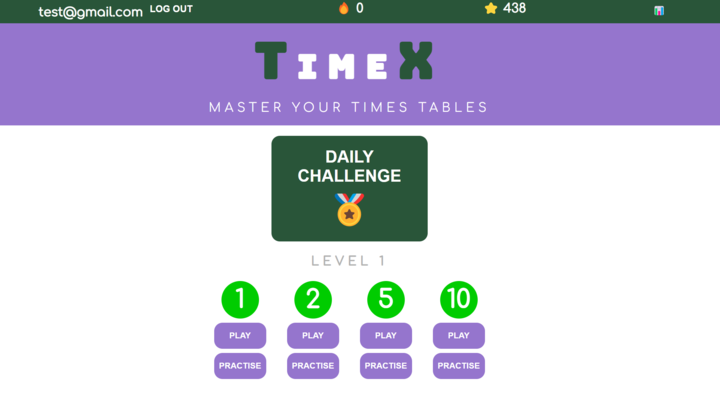 test@gmail.com LOG OUT 0 438
TIMEX
MASTER YOUR TIMES TABLES
DAILY
CHALLENGE
LEVEL 1
1 2 5 10
PLAY PLAY PLAY PLAY
PRACTISE PRACTISE PRACTISE PRACTISE